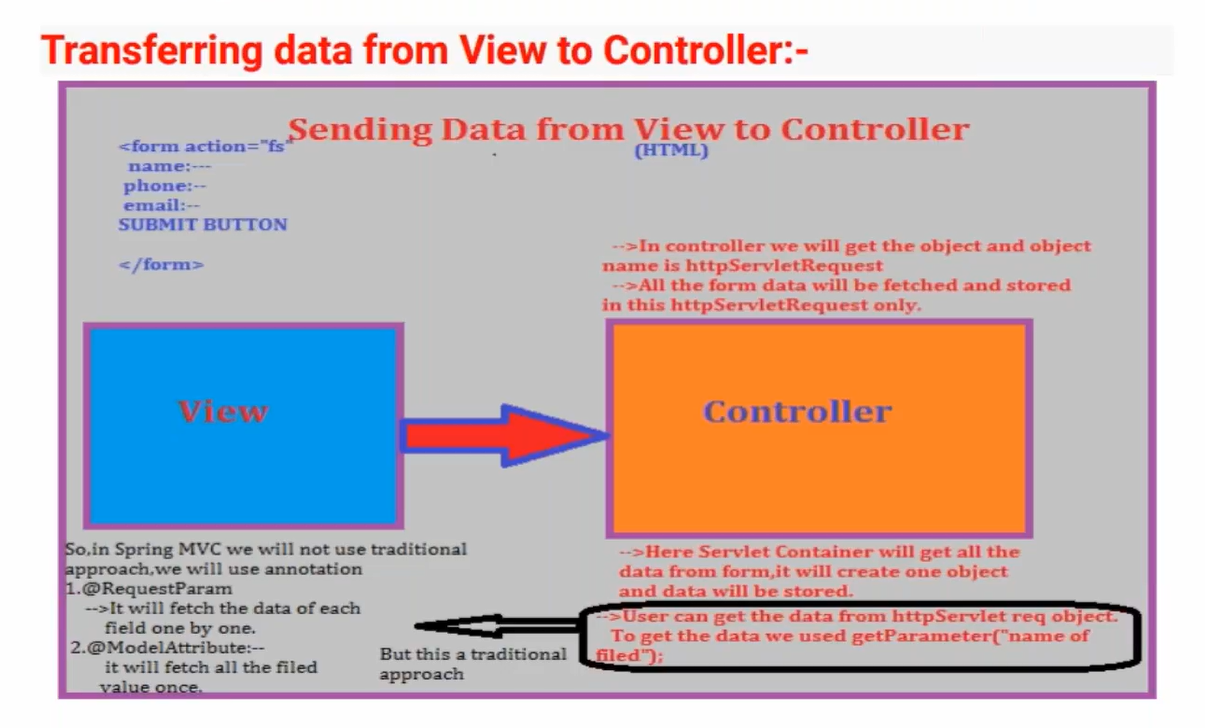 Transferring data from View to Controller:-
Sending Data from View to Controller
(HTML)
<form action="fs"
name:---
phone:--
email:--
SUBMIT BUTTON
</form>
-->In controller we will get the object and object
name is httpServletRequest
-->All the form data will be fetched and stored
in this httpServletRequest only.
View
Controller
So,in Spring MVC we will not use traditional
approach,we will use annotation
1.@RequestParam
-->It will fetch the data of each
field one by one.
2.@ModelAttribute:--
it will fetch all the filed
value once.
But this a traditional
approach
-->Here Servlet Container will get all the
data from form,it will create one object
and data will be stored.
-->User can get the data from httpServlet req object.
To get the data we used getParameter("name of
filed");